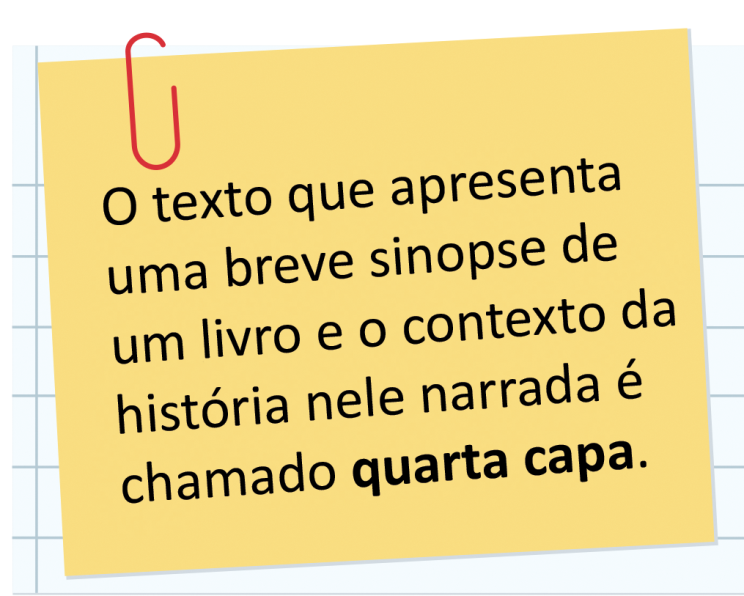 O texto que apresenta
uma breve sinopse de
um livro e o contexto da
história nele narrada é
chamado quarta capa.